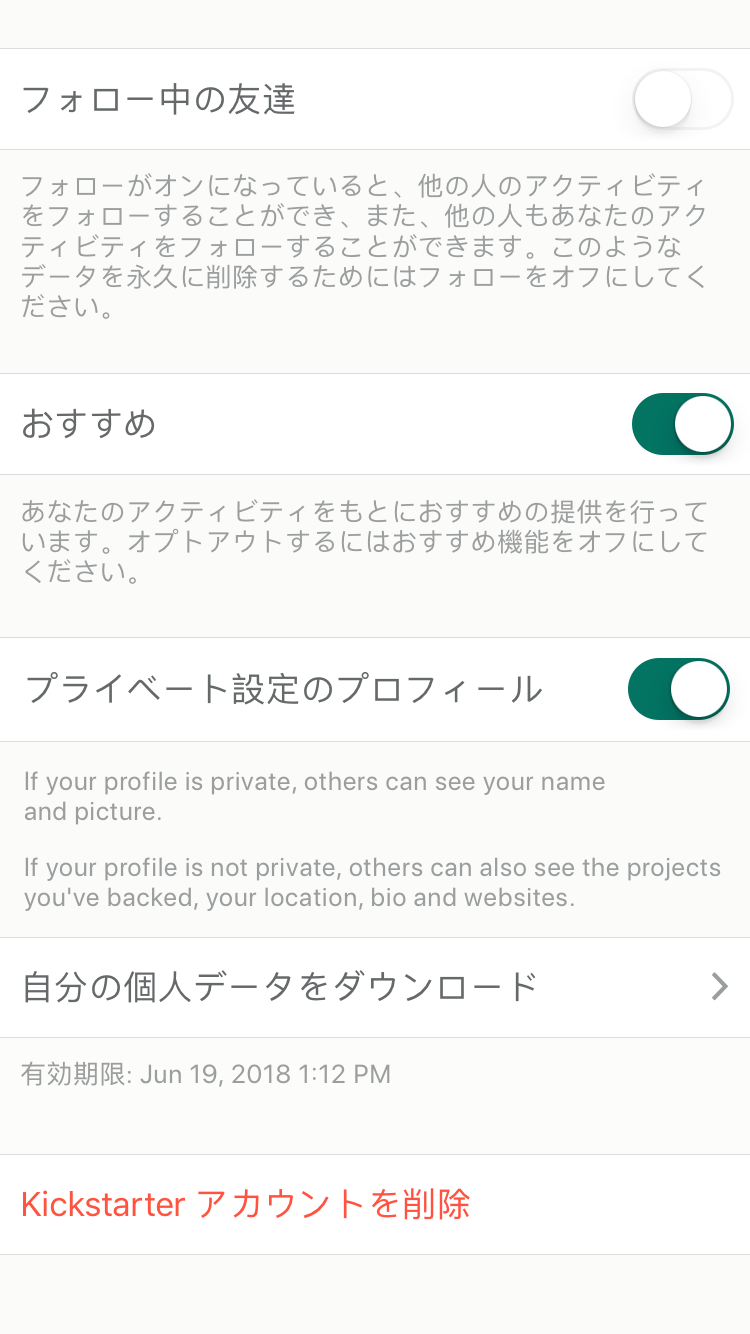 フォロー中の友達
フォローがオンになっていると、他の人のアクティビティ
をフォローすることができ、また、他の人もあなたのアク
ティビティをフォローすることができます。このような
データを永久に削除するためにはフォローをオフにしてく
ださい。
おすすめ
あなたのアクティビティをもとにおすすめの提供を行って
います。オプトアウトするにはおすすめ機能をオフにして
ください。
プライベート設定のプロフィール
If your profile is private, others can see your name
and picture.
If your profile is not private, others can also see the projects
you've backed, your location, bio and websites.
自分の個人データをダウンロード
有効期限: Jun 19, 2018 1:12 PM
Kickstarter アカウントを削除